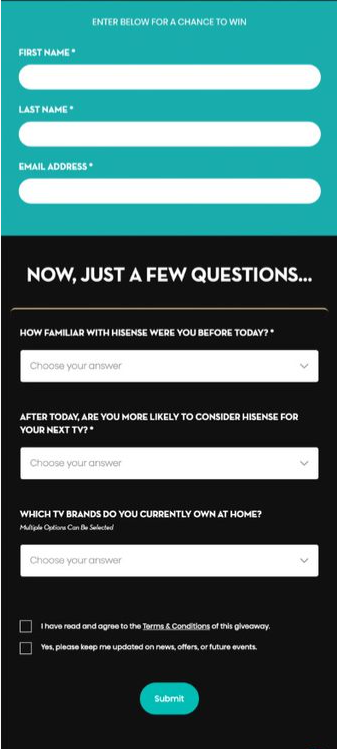 ENTER BELOW FOR A CHANCE TO WIN
FIRST NAME *
LAST NAME *
EMAIL ADDRESS *
NOW, JUST A FEW QUESTIONS...
HOW FAMILIAR WITH HISENSE WERE YOU BEFORE TODAY? *
Choose your answer
AFTER TODAY, ARE YOU MORE LIKELY TO CONSIDER HISENSE FOR
YOUR NEXT TV? *
Choose your answer
WHICH TV BRANDS DO YOU CURRENTLY OWN AT HOME?
Multiple Options Can Be Selected
Choose your answer
I have read and agree to the Terms & Conditions of this giveaway.
Yes, please keep me updated on news, offers, or future events.
Submit